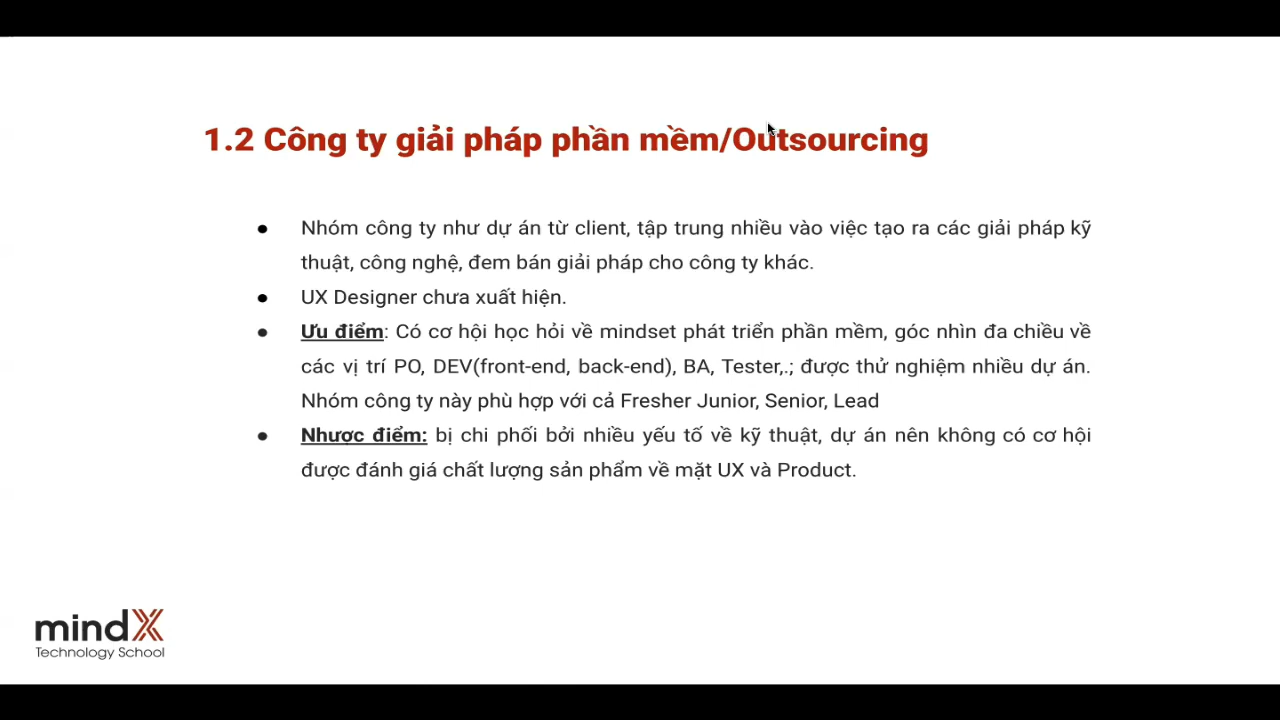 1.2 Công ty giải pháp phần mềm/Outsourcing
● Nhóm công ty như dự án từ client, tập trung nhiều vào việc tạo ra các giải pháp kỹ
thuật, công nghệ, đem bán giải pháp cho công ty khác.
● UX Designer chưa xuất hiện.
● Ưu điểm: Có cơ hội học hỏi về mindset phát triển phần mềm, góc nhìn đa chiều về
các vị trí PO, DEV(front-end, back-end), BA, Tester,.; được thử nghiệm nhiều dự án.
Nhóm công ty này phù hợp với cả Fresher Junior, Senior, Lead
● Nhược điểm: bị chi phối bởi nhiều yếu tố về kỹ thuật, dự án nên không có cơ hội
được đánh giá chất lượng sản phẩm về mặt UX và Product.
mindX
Technology School